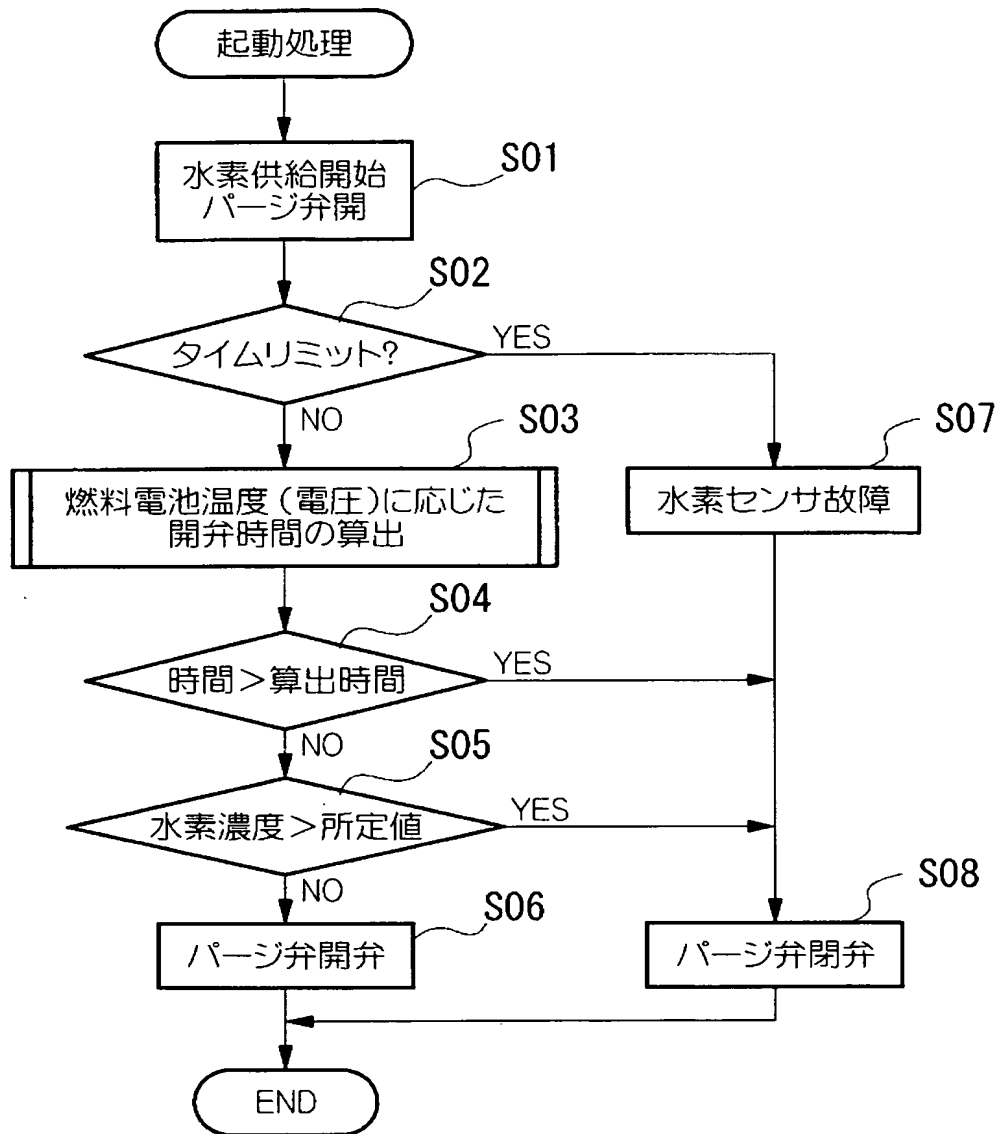 起動処理
水素供給開始
パージ弁開
S01
S02
タイムリミット?
YES
NO
S03
S07
燃料電池温度(電圧)に応じた
開弁時間の算出
水素センサ故障
S04
時間>算出時間
YES
NO
S05
水素濃度>所定値
YES
NO
S06
S08
パージ弁開弁
パージ弁閉弁
END